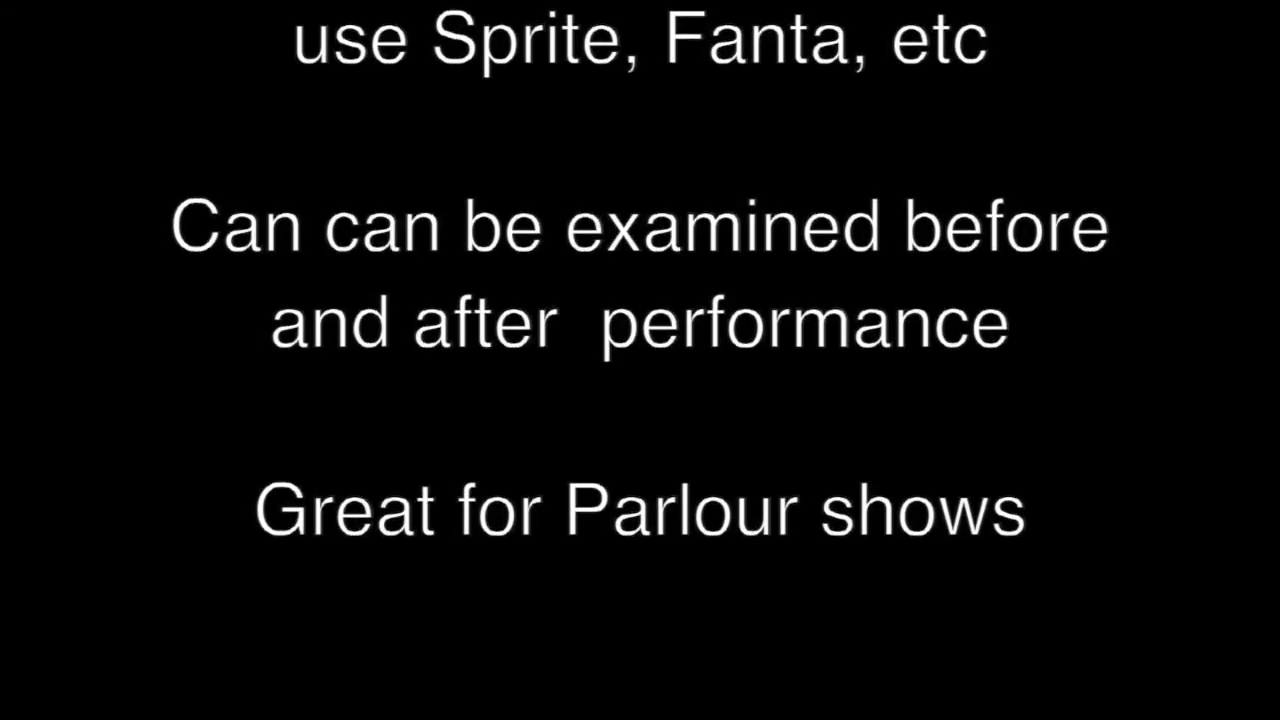 use Sprite, Fanta, etc
Can can be examined before
and after  performance
Great for Parlour shows